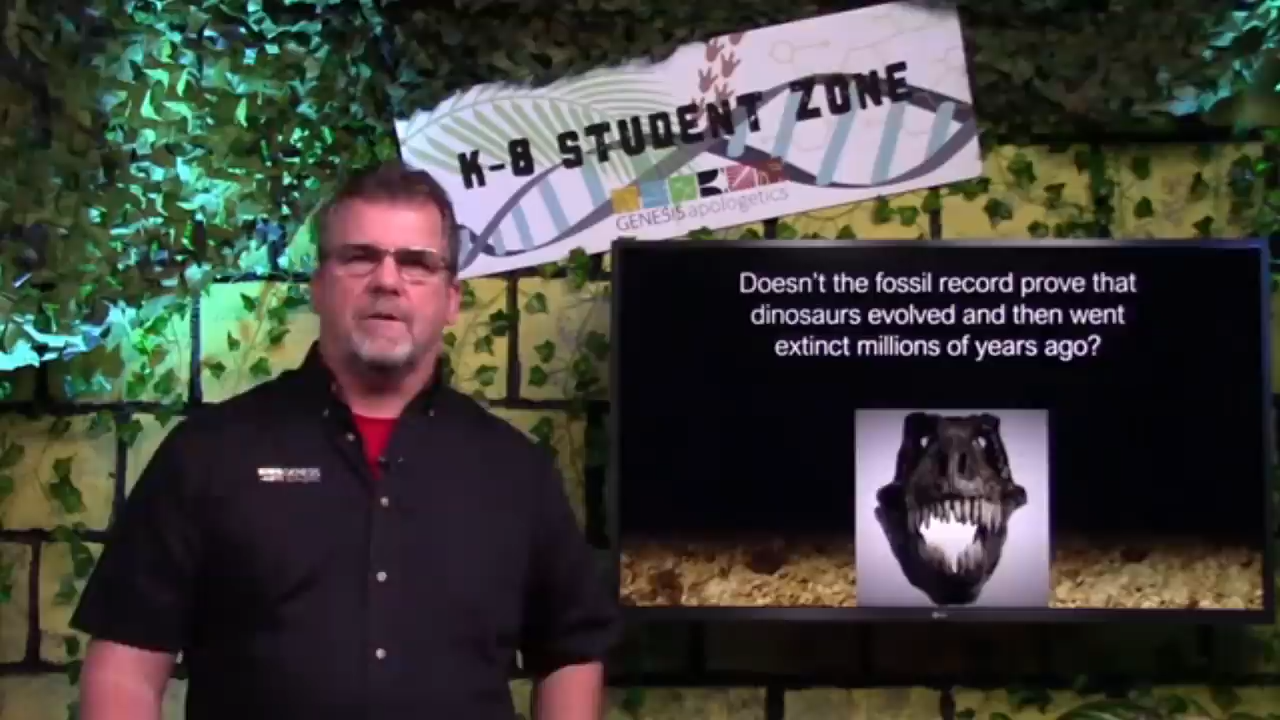 K-8 STUDENT ZONE
GENESIS apologetics
Doesn't the fossil record prove that
dinosaurs evolved and then went
extinct millions of years ago?
GENESIS